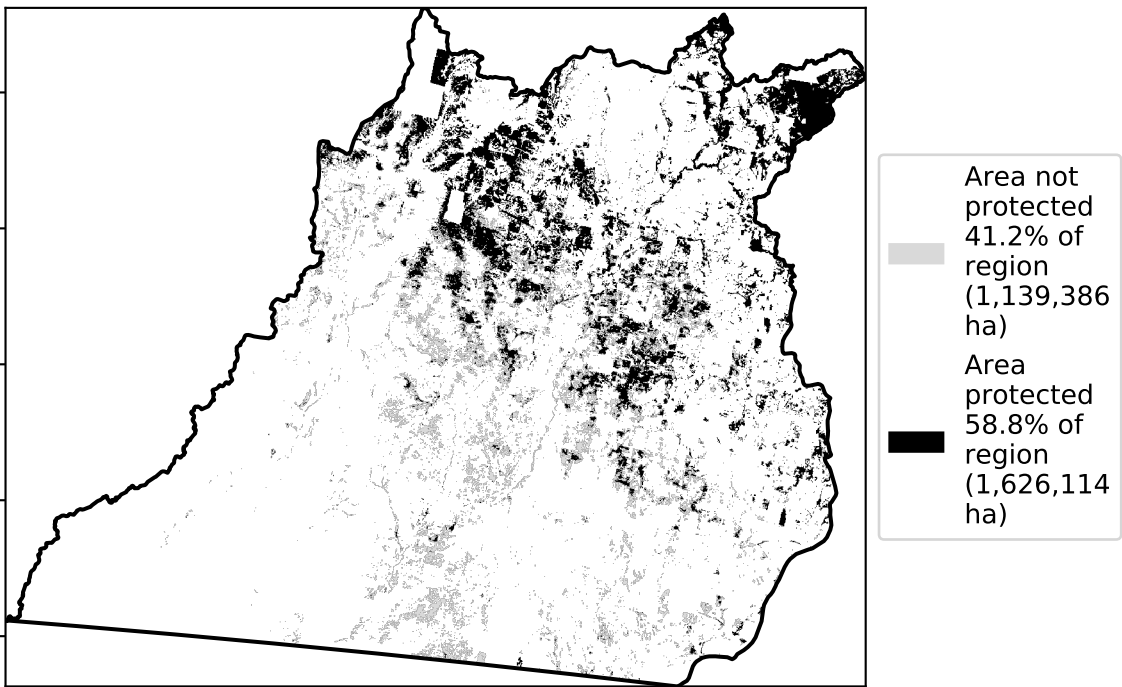 Area not
protected
41.2% of
region
(1,139,386
ha)
Area
protected
58.8% of
region
(1,626,114
ha)